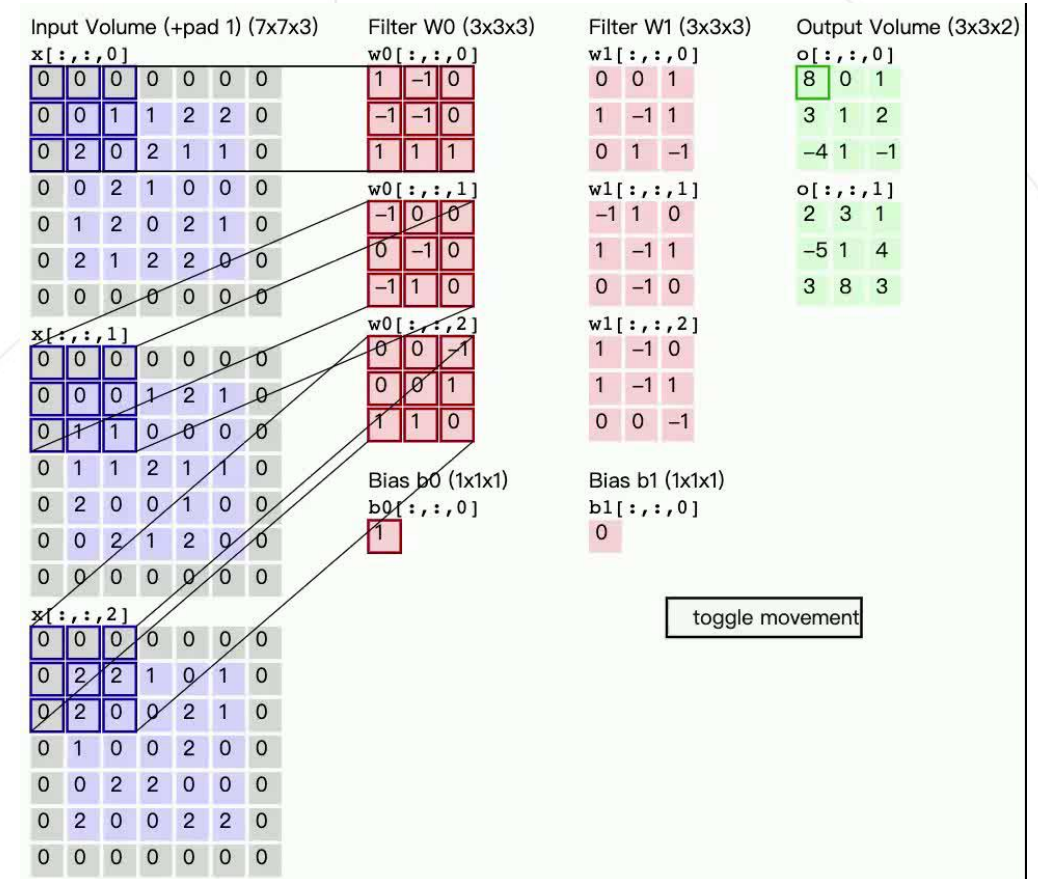 Input Volume (+pad 1) (7x7x3)
x[:,:,0]
0 0 0 0 0 0 0
0 0 1 1 2 2 0
0 2 0 2 1 1 0
0 0 2 1 0 0 0
0 1 2 0 2 1 0
0 2 1 2 2 0 0
0 0 0 0 0 0 0
x[:,:,1]
0 0 0 0 0 0 0
0 0 0 1 2 1 0
0 1 1 0 0 0 0
0 1 1 2 1 1 0
0 2 0 0 1 0 0
0 0 2 1 2 0 0
0 0 0 0 0 0 0
x[:,:,2]
0 0 0 0 0 0 0
0 2 2 1 0 1 0
0 2 0 0 2 1 0
0 1 0 0 2 0 0
0 0 2 2 0 0 0
0 2 0 0 2 2 0
0 0 0 0 0 0 0
Filter W0 (3x3x3)
w0[:,:,0]
1 –1 0
–1 –1 0
1 1 1
w0[:,:,1]
–1 0 0
0 –1 0
–1 1 0
w0[:,:,2]
0 0 –1
0 0 1
1 1 0
Bias b0 (1x1x1)
b0[:,:,0]
1
Filter W1 (3x3x3)
w1[:,:,0]
0 0 1
1 –1 1
0 1 –1
w1[:,:,1]
–1 1 0
1 –1 1
0 –1 0
w1[:,:,2]
1 –1 0
1 –1 1
0 0 –1
Bias b1 (1x1x1)
b1[:,:,0]
0
Output Volume (3x3x2)
o[:,:,0]
8 0 1
3 1 2
–4 1 –1
o[:,:,1]
2 3 1
–5 1 4
3 8 3
toggle movement